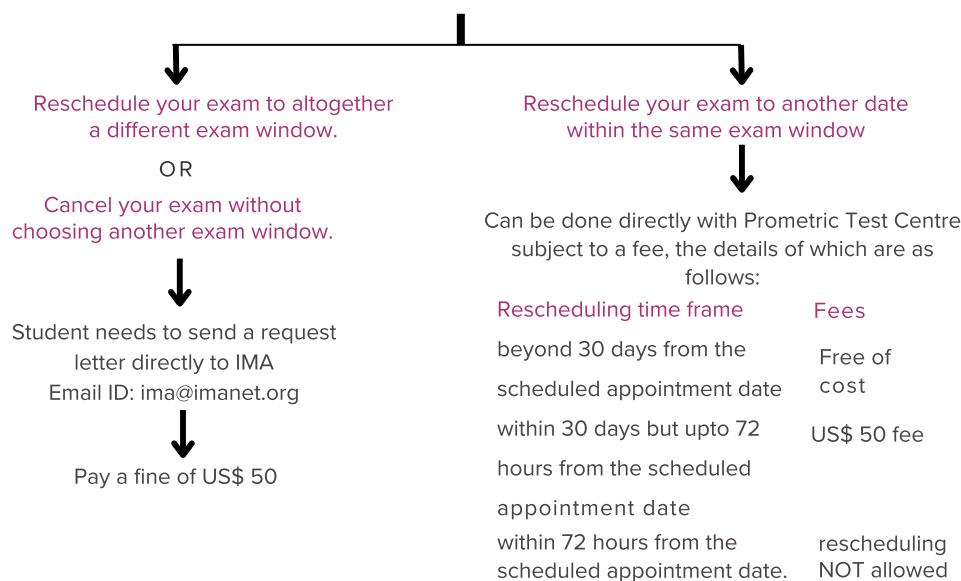 Reschedule your exam to altogether
a different exam window.
OR
Cancel your exam without
choosing another exam window.
Student needs to send a request
letter directly to IMA
Email ID: ima@imanet.org
Pay a fine of US$ 50
Reschedule your exam to another date
within the same exam window
Can be done directly with Prometric Test Centre
subject to a fee, the details of which are as
follows:
Rescheduling time frame
Fees
beyond 30 days from the
scheduled appointment date
Free of
cost
within 30 days but upto 72
hours from the scheduled
appointment date
US$ 50 fee
within 72 hours from the
scheduled appointment date.
rescheduling
NOT allowed